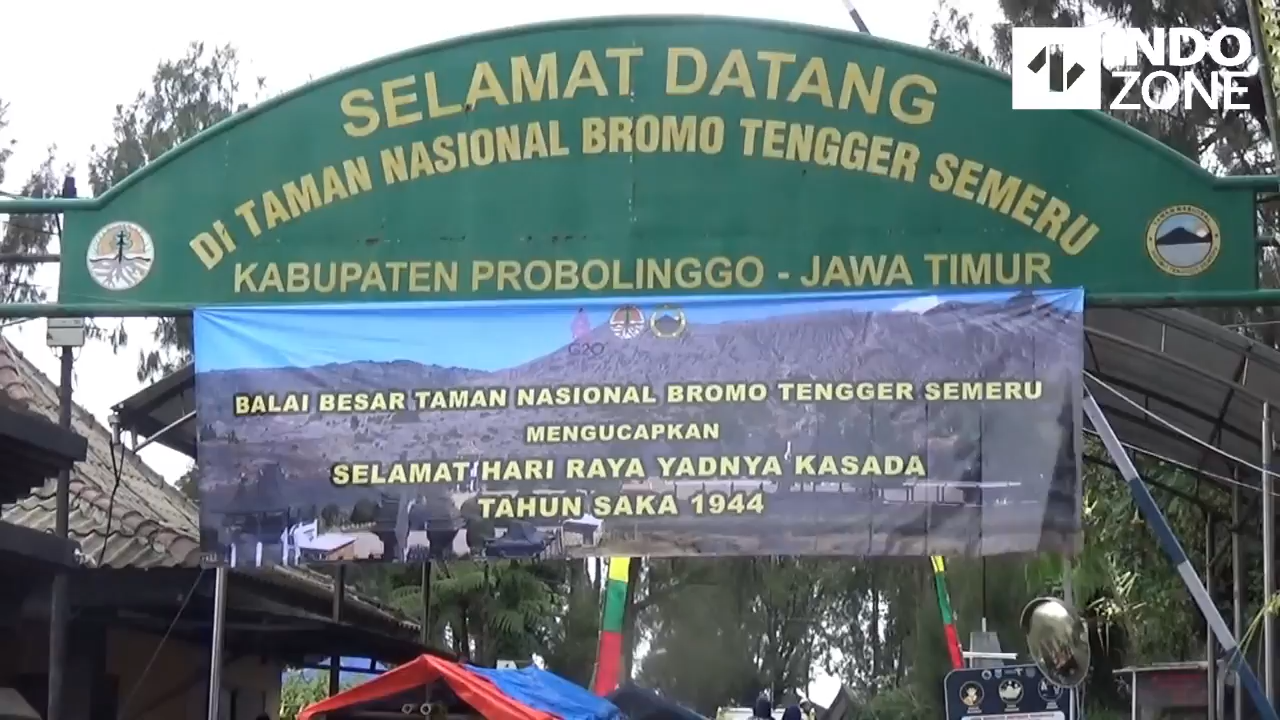 INDO
ZONE
SELAMAT DATANG
DI TAMAN NASIONAL BROMO TENGGER SEMERU
KABUPATEN PROBOLINGGO - JAWA TIMUR
G20
BALAI BESAR TAMAN NASIONAL BROMO TENGGER SEMERU
MENGUCAPKAN
SELAMAT HARI RAYA YADNYA KASADA
TAHUN SAKA 1944